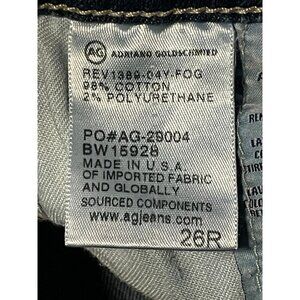 AG ADRIANO GOLDSCHMIED
REV1389-04Y-FOG
98% COTTON
2% POLYURETHANE
PO#AG-29004
BW15928
MADE IN U.S.A.
OF IMPORTED FABRIC
AND GLOBALLY
SOURCED COMPONENTS
www.agjeans.com
26R